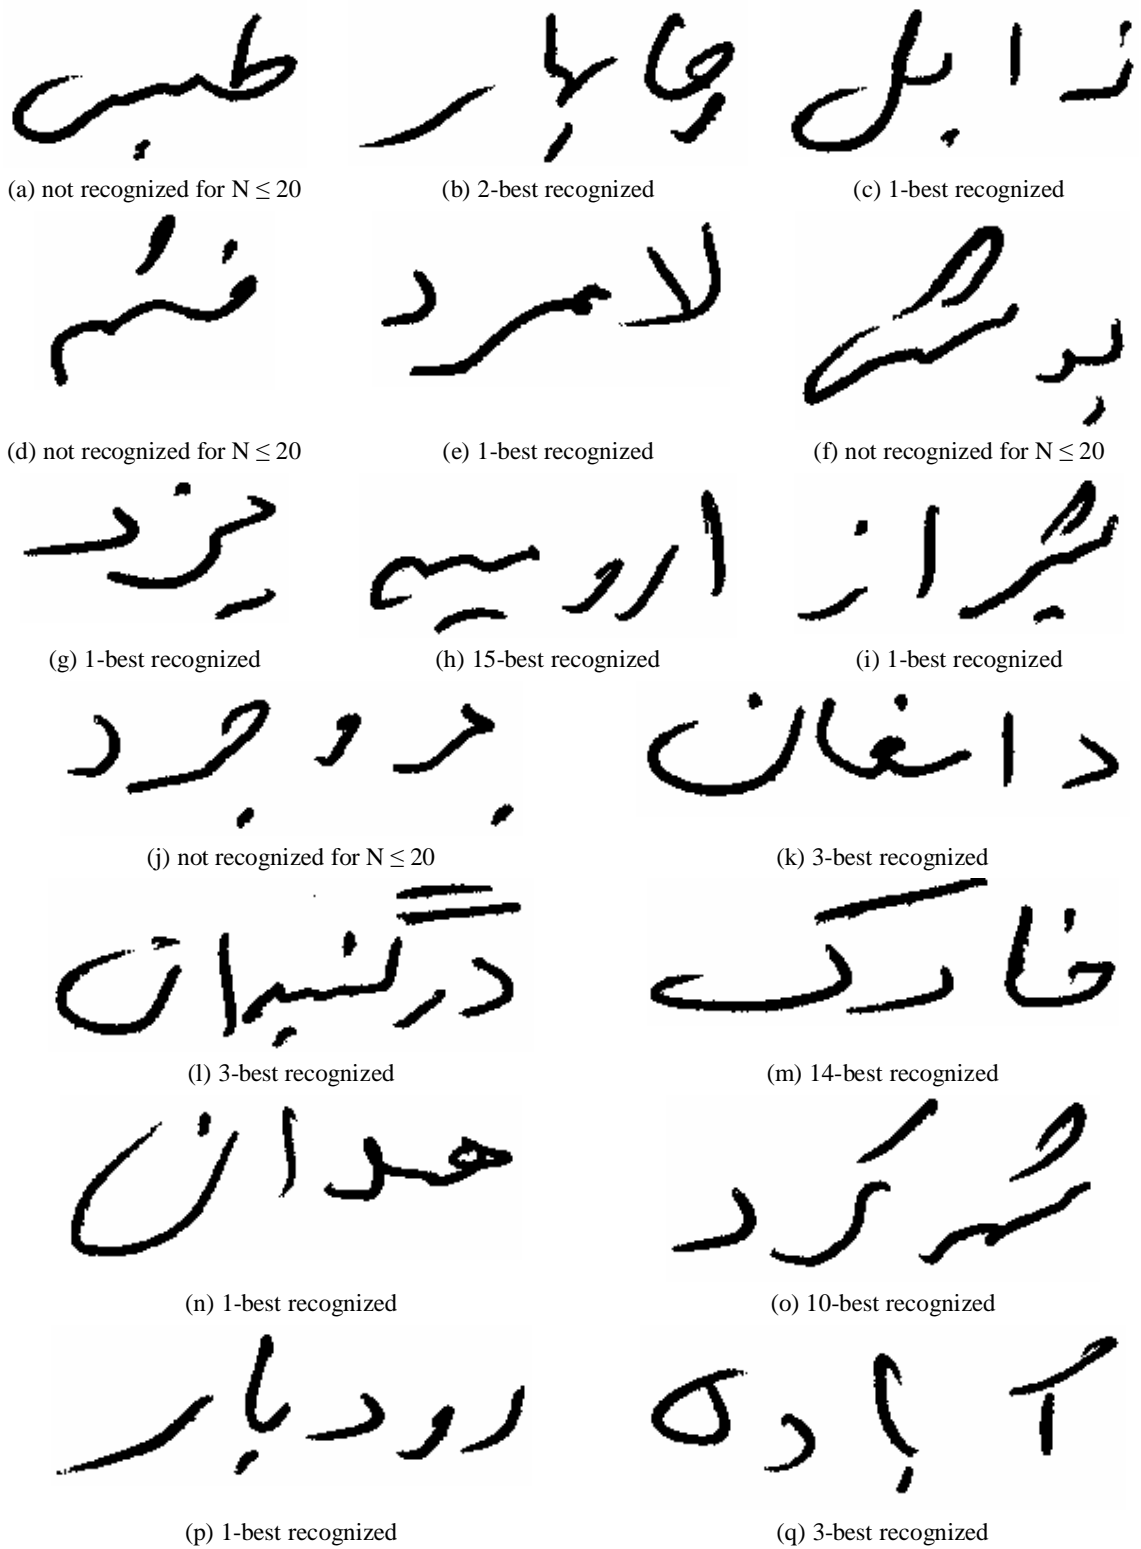 طبس
چابهار
زابل
(a) not recognized for N ≤ 20
(b) 2-best recognized
(c) 1-best recognized
قشم
لامرد
(d) not recognized for N ≤ 20
(e) 1-best recognized
(f) not recognized for N ≤ 20
یزد
شیراز
(g) 1-best recognized
(h) 15-best recognized
(i) 1-best recognized
بروجرد
دامغان
(j) not recognized for N ≤ 20
(k) 3-best recognized
خارک
(l) 3-best recognized
(m) 14-best recognized
همدان
شهرکرد
(n) 1-best recognized
(o) 10-best recognized
رودبار
آباده
(p) 1-best recognized
(q) 3-best recognized